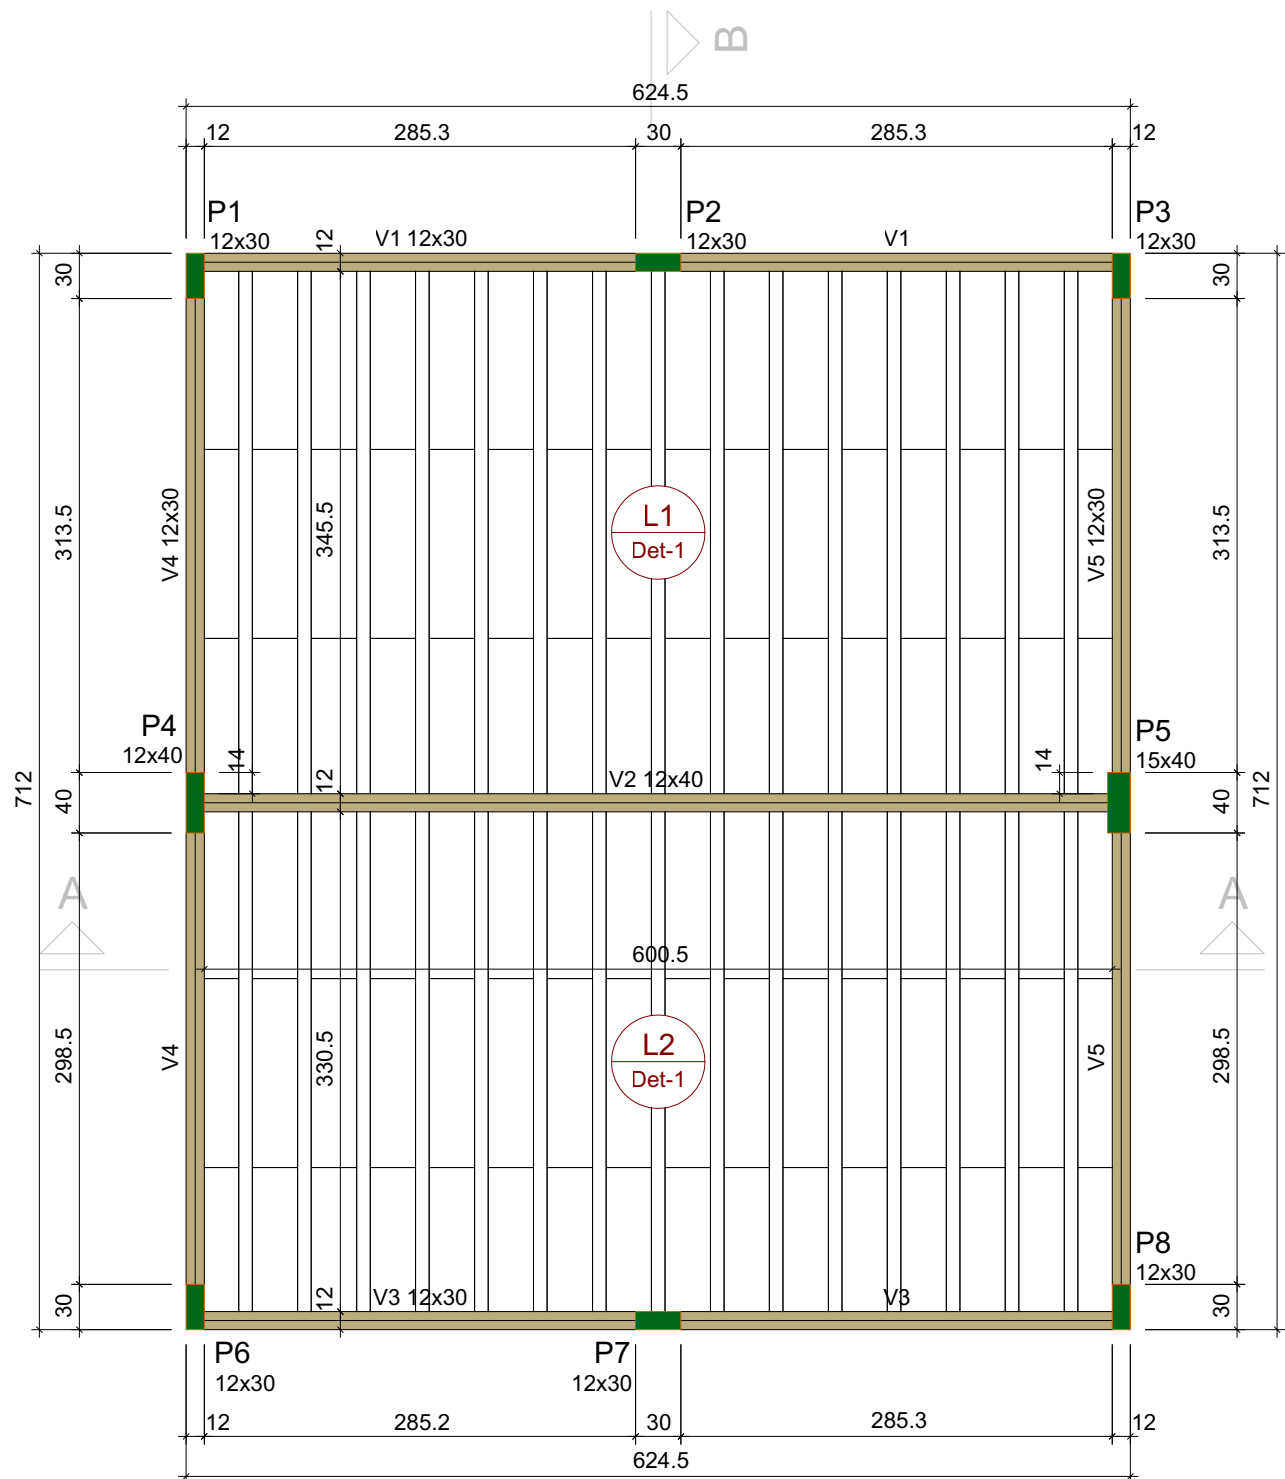 B
624.5
12 285.3 30 285.3 12
P1 P2 P3
12x30 12 V1 12x30 12x30 V1 12x30
30 30
313.5 V4 12x30 345.5 L1 V5 12x30 313.5
Det-1
P4 P5
12x40 14 14 15x40
712 40 12 V2 12x40 40 712
A A
600.5
298.5 V4 330.5 L2 V5 298.5
Det-1
P8
12x30
30 12 V3 12x30 V3 30
P6 P7
12x30 12x30
12 285.2 30 285.3 12
624.5